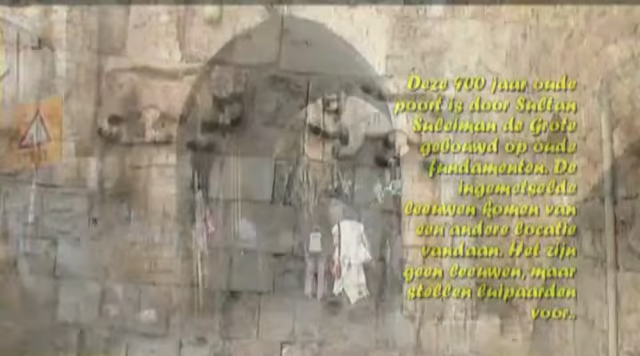 Deze 400 jaar oude
poort is door Sultan
Suleiman de Grote
gebouwd op oude
fundamenten. De
ingemetselde
leeuwen komen van
een andere locatie
vandaan. Het zijn
geen leeuwen, maar
stellen luipaarden
voor..